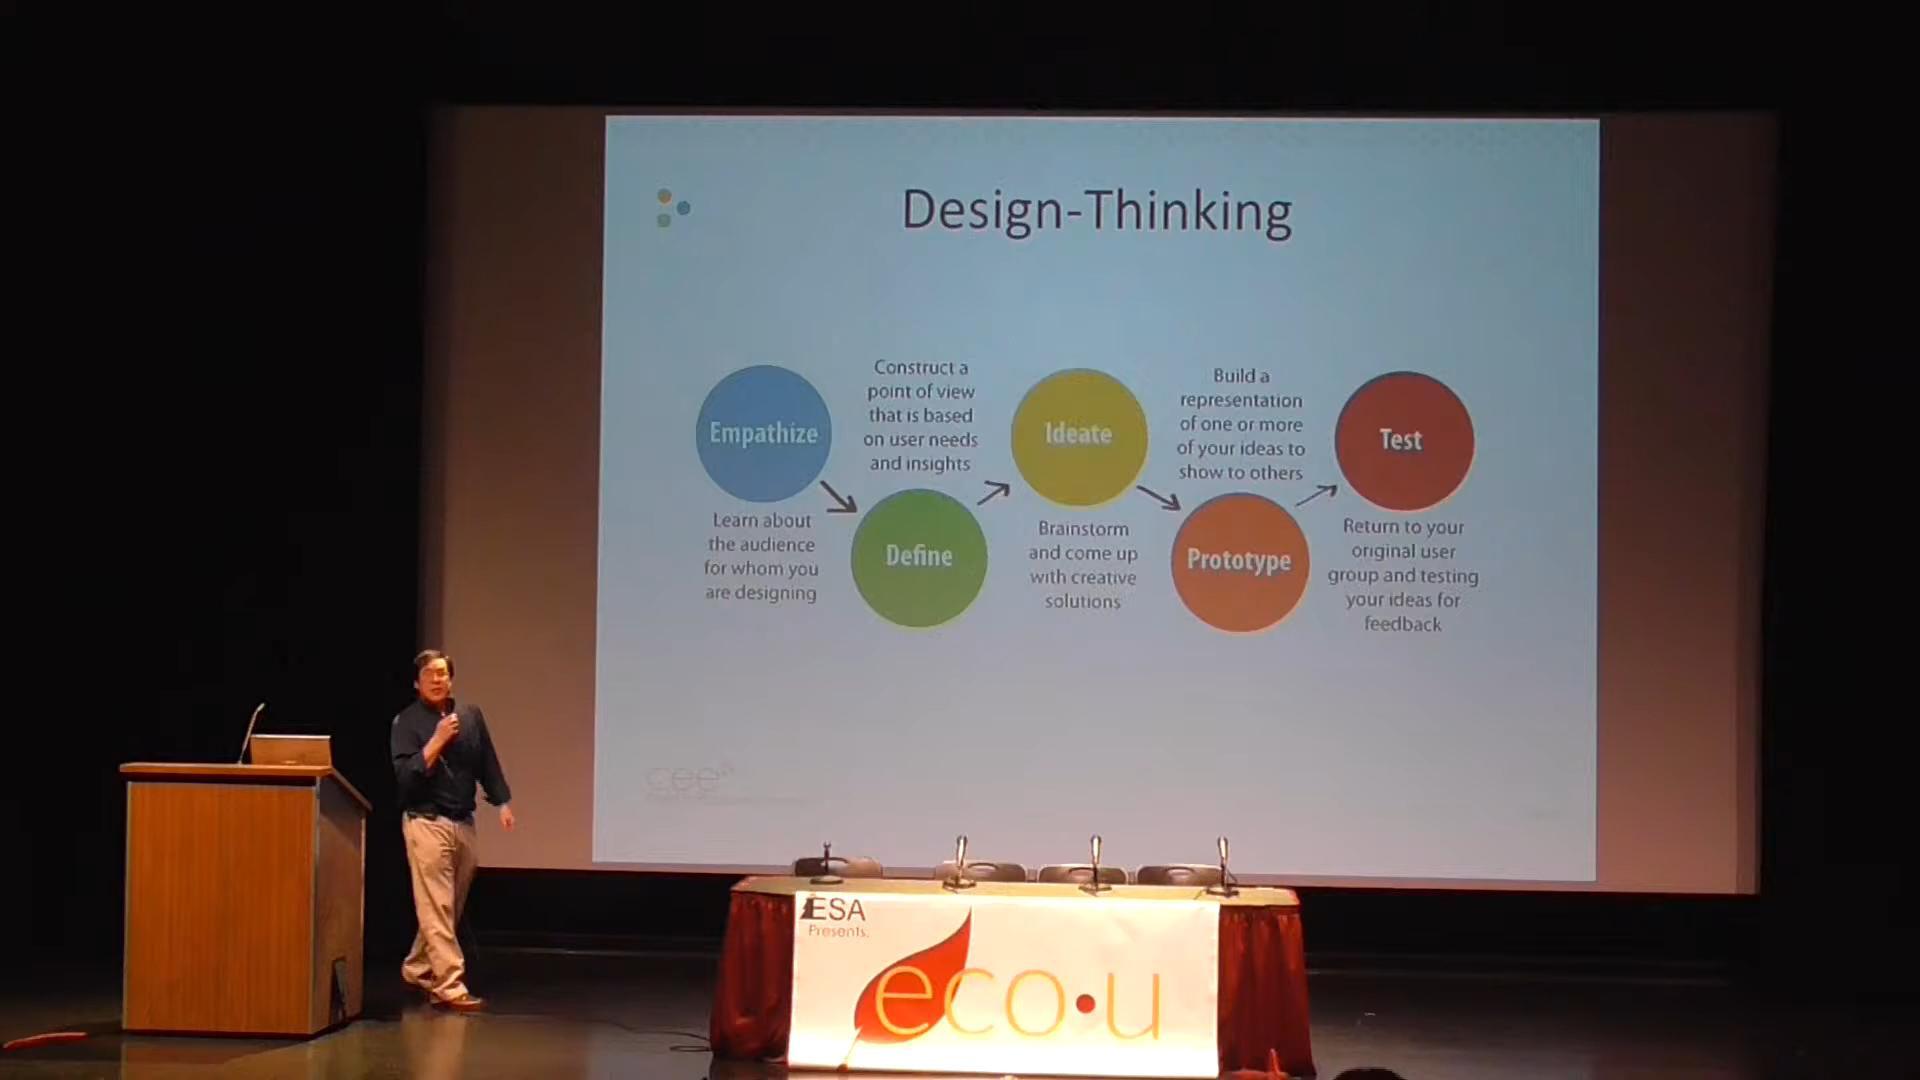 Design-Thinking
Empathize
Learn about
the audience
for whom you
are designing
Construct a
point of view
that is based
on user needs
and insights
Define
Ideate
Brainstorm
and come up
with creative
solutions
Build a
representation
of one or more
of your ideas to
show to others
Prototype
Test
Return to your
original user
group and testing
your ideas for
feedback
cee
ESA
Presents.
eco•u